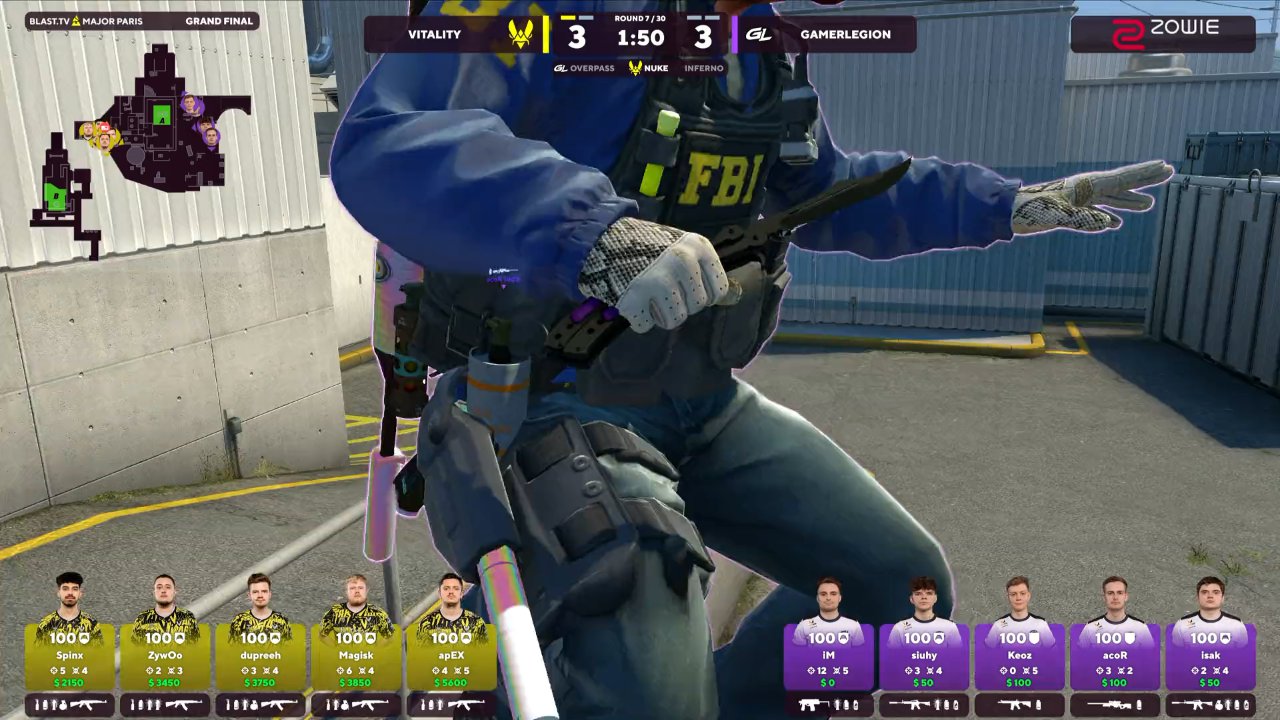 BLAST.TV MAJOR PARIS GRAND FINAL
VITALITY 3 ROUND 7 / 30 1:50 3 GL GAMERLEGION
ZOWIE
GL OVERPASS NUKE INFERNO
A
B
FBI
100 100 100 100 100 100 100 100 100 100
Spinx ZywOo dupreeh Magisk apEX iM siuhy Keoz acoR isak
5 4 2 3 3 4 6 4 4 5 12 5 3 4 0 5 3 2 2 4
$2150 $3450 $3750 $3850 $5600 $0 $50 $100 $100 $50